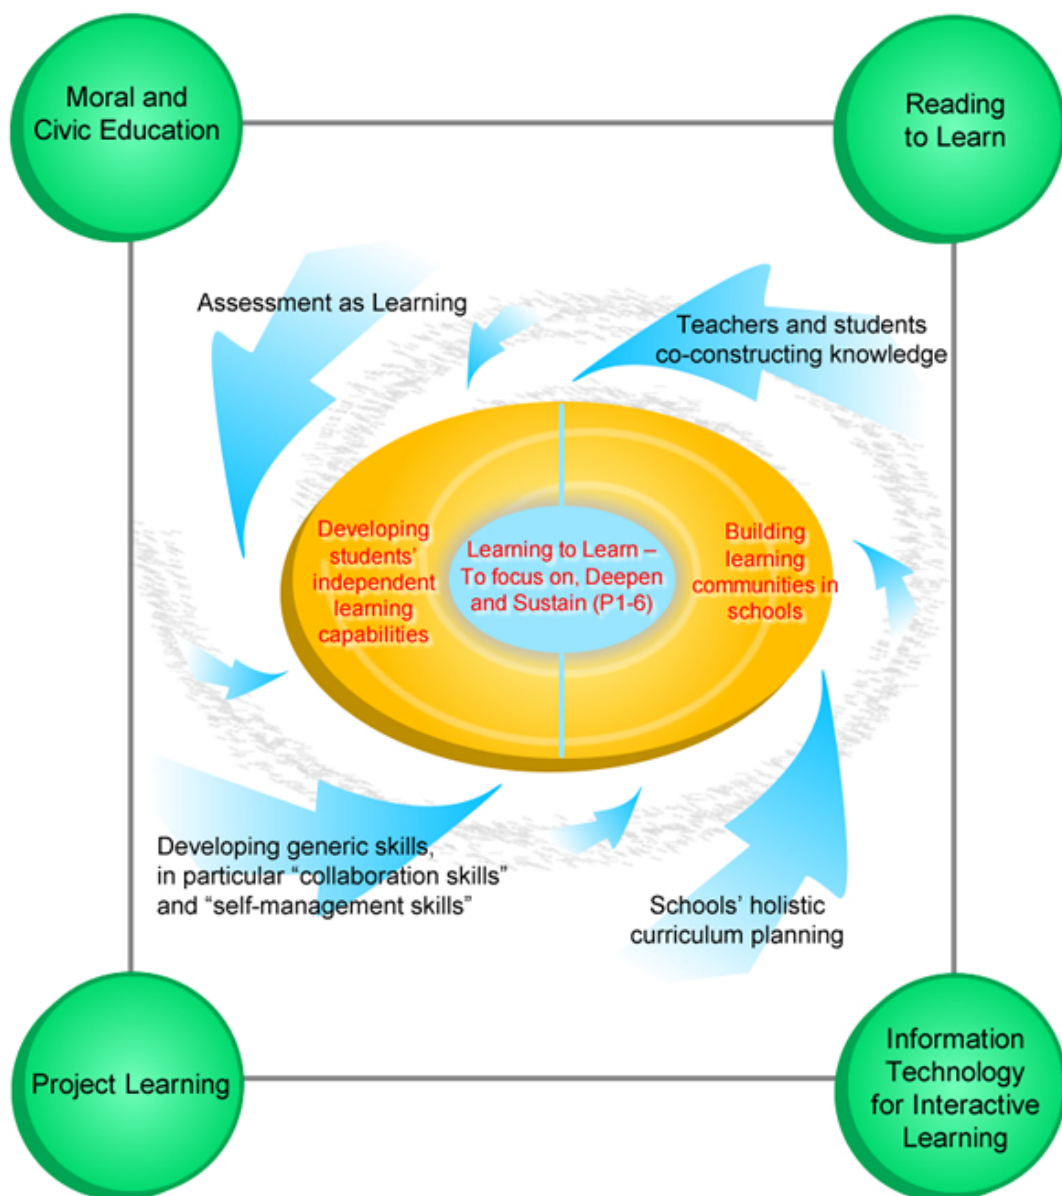 Moral and
Civic Education
Reading
to Learn
Assessment as Learning
Teachers and students
co-constructing knowledge
Developing
students’
independent
learning
capabilities
Learning to Learn –
To focus on, Deepen
and Sustain (P1-6)
Building
learning
communities in
schools
Developing generic skills,
in particular “collaboration skills”
and “self-management skills”
Schools’ holistic
curriculum planning
Project Learning
Information
Technology
for Interactive
Learning